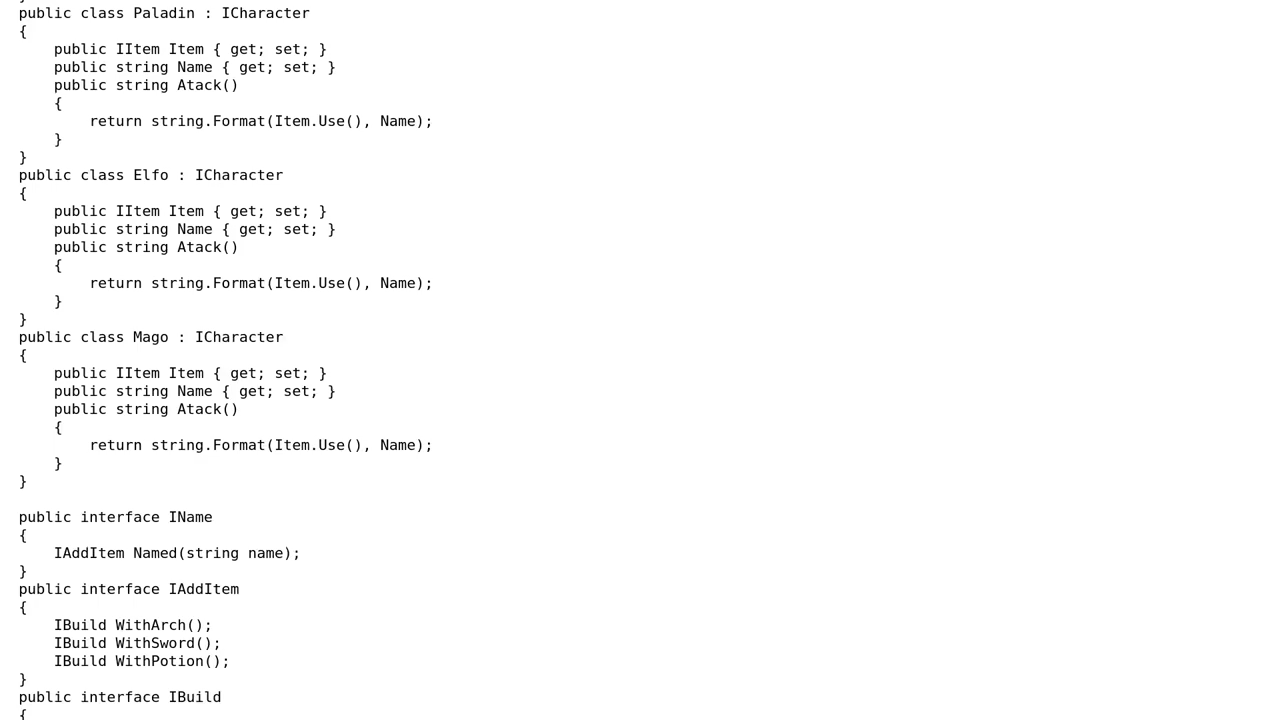 public class Paladin : ICharacter
{
    public IItem Item { get; set; }
    public string Name { get; set; }
    public string Atack()
    {
        return string.Format(Item.Use(), Name);
    }
}
public class Elfo : ICharacter
{
    public IItem Item { get; set; }
    public string Name { get; set; }
    public string Atack()
    {
        return string.Format(Item.Use(), Name);
    }
}
public class Mago : ICharacter
{
    public IItem Item { get; set; }
    public string Name { get; set; }
    public string Atack()
    {
        return string.Format(Item.Use(), Name);
    }
}

public interface IName
{
    IAddItem Named(string name);
}
public interface IAddItem
{
    IBuild WithArch();
    IBuild WithSword();
    IBuild WithPotion();
}
public interface IBuild
{